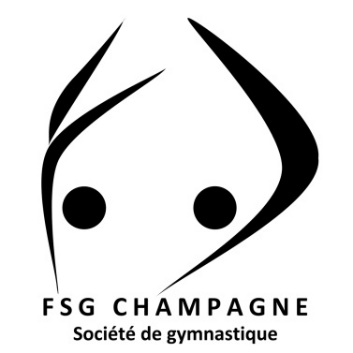 FSG CHAMPAGNE
Société de gymnastique